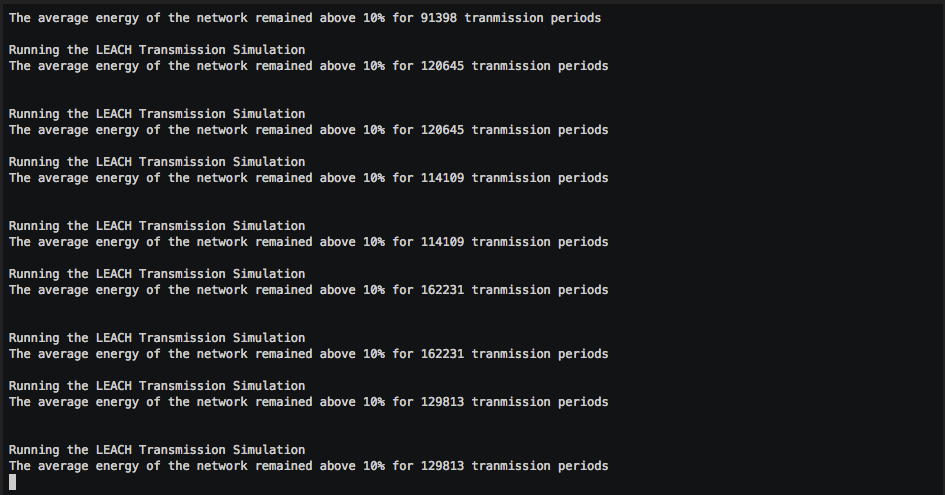 The average energy of the network remained above 10% for 91398 tranmission periods
Running the LEACH Transmission Simulation
The average energy of the network remained above 10% for 120645 tranmission periods
Running the LEACH Transmission Simulation
The average energy of the network remained above 10% for 120645 tranmission periods
Running the LEACH Transmission Simulation
The average energy of the network remained above 10% for 114109 tranmission periods
Running the LEACH Transmission Simulation
The average energy of the network remained above 10% for 114109 tranmission periods
Running the LEACH Transmission Simulation
The average energy of the network remained above 10% for 162231 tranmission periods
Running the LEACH Transmission Simulation
The average energy of the network remained above 10% for 162231 tranmission periods
Running the LEACH Transmission Simulation
The average energy of the network remained above 10% for 129813 tranmission periods
Running the LEACH Transmission Simulation
The average energy of the network remained above 10% for 129813 tranmission periods